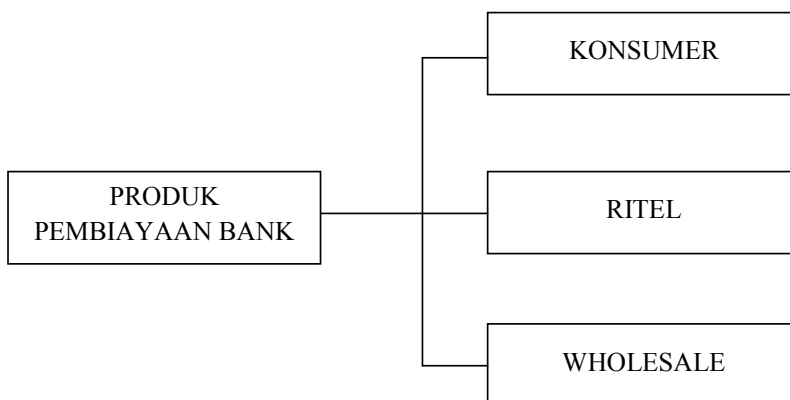 KONSUMER
PRODUK
PEMBIAYAAN BANK
RITEL
WHOLESALE